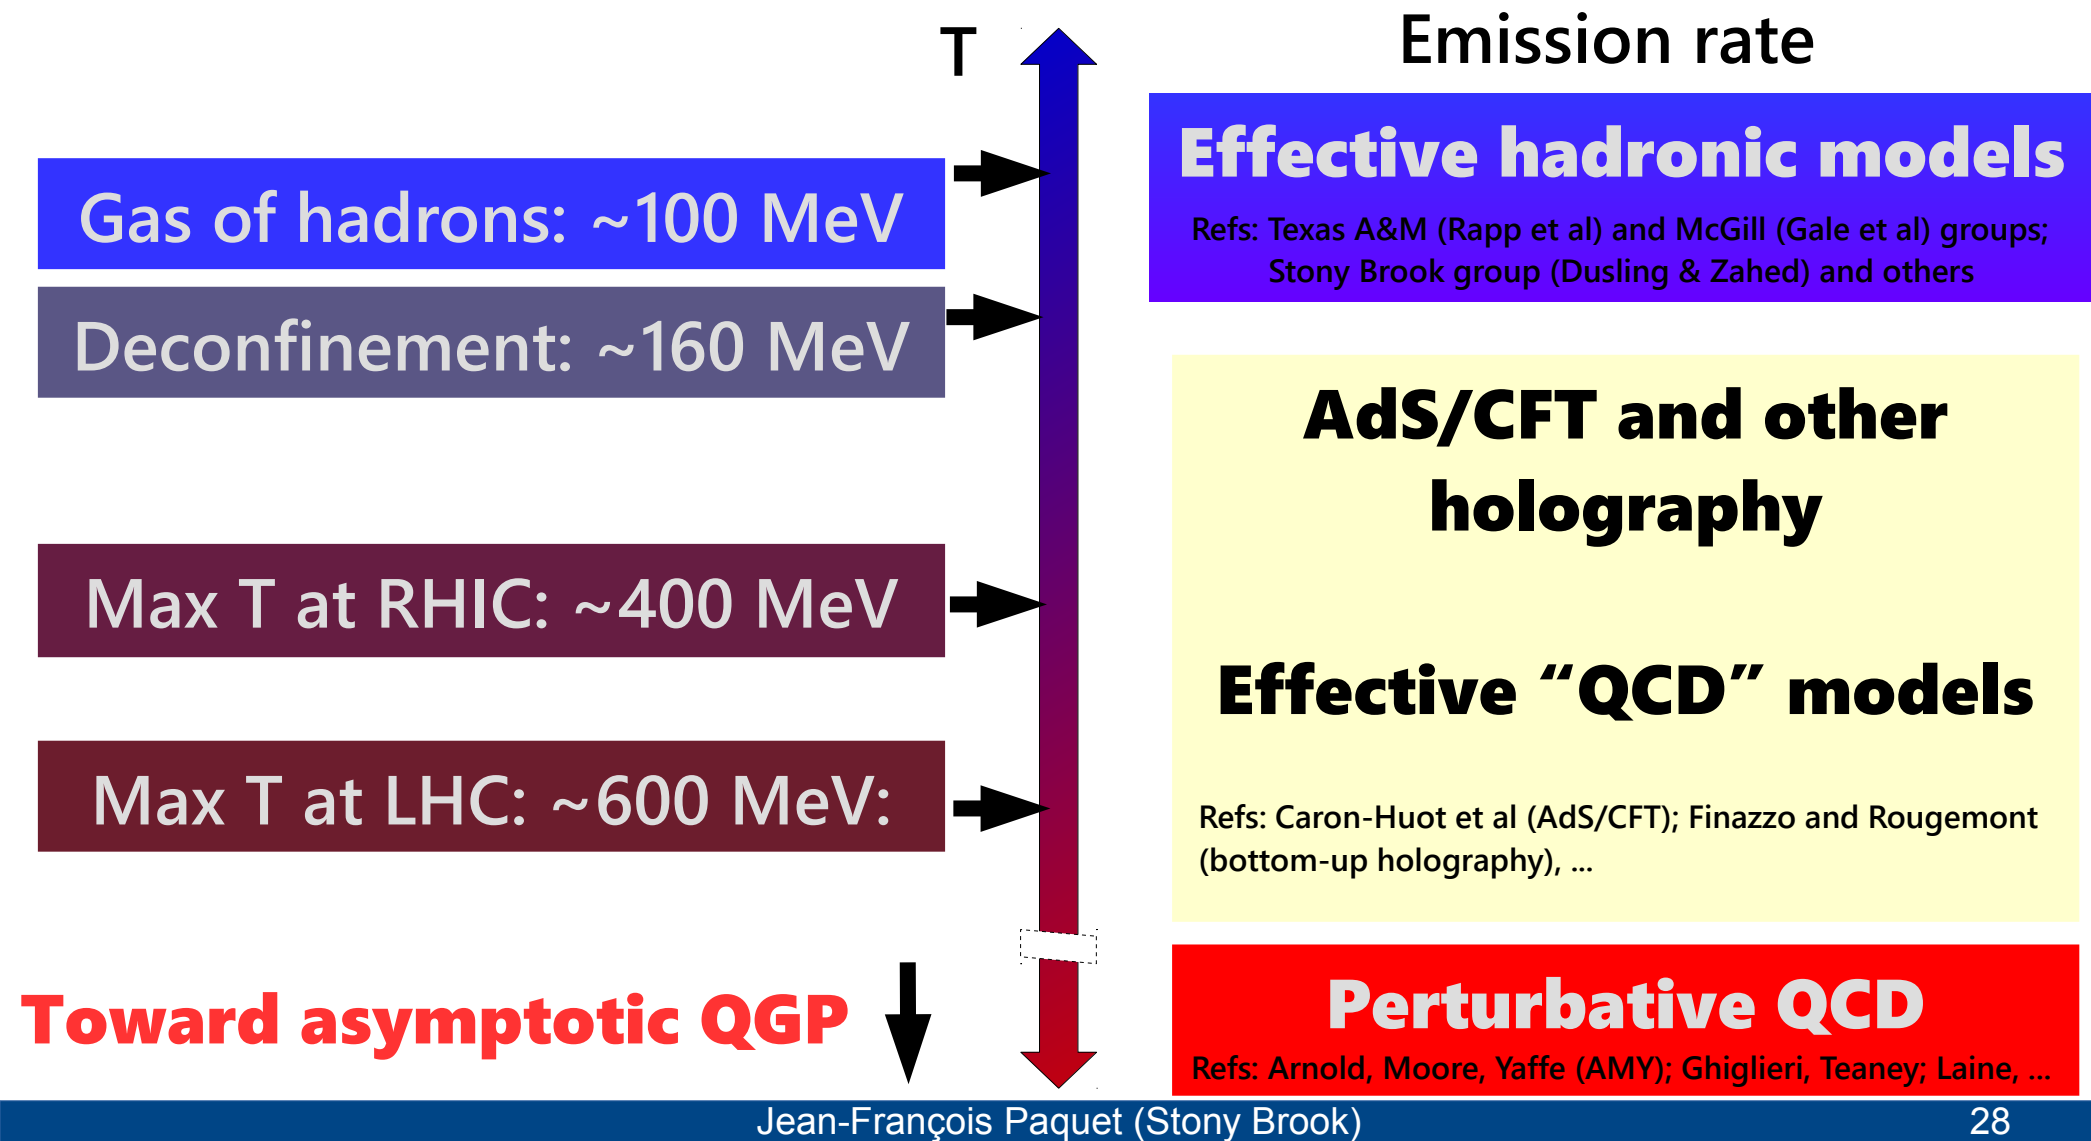 T
Emission rate
Gas of hadrons: ~100 MeV
Deconfinement: ~160 MeV
Max T at RHIC: ~400 MeV
Max T at LHC: ~600 MeV:
Toward asymptotic QGP
Effective hadronic models
Refs: Texas A&M (Rapp et al) and McGill (Gale et al) groups;
Stony Brook group (Dusling & Zahed) and others
AdS/CFT and other
holography
Effective “QCD” models
Refs: Caron-Huot et al (AdS/CFT); Finazzo and Rougemont
(bottom-up holography), ...
Perturbative QCD
Refs: Arnold, Moore, Yaffe (AMY); Ghiglieri, Teaney; Laine, ...
Jean-François Paquet (Stony Brook)
28